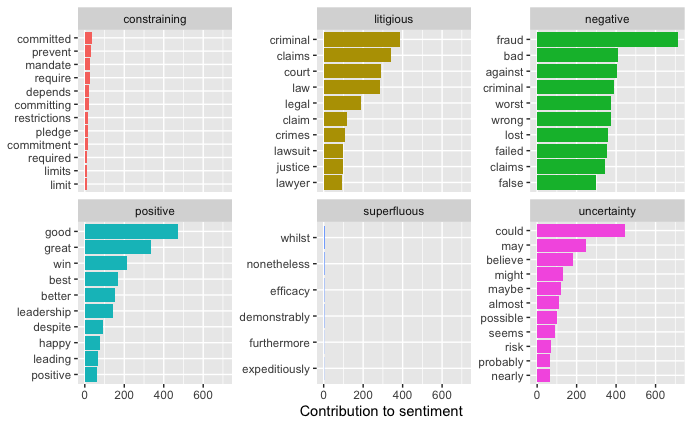 constraining
committed
prevent
mandate
require
depends
committing
restrictions
pledge
commitment
required
limits
limit
litigious
criminal
claims
court
law
legal
claim
crimes
lawsuit
justice
lawyer
negative
fraud
bad
against
criminal
worst
wrong
lost
failed
claims
false
positive
good
great
win
best
better
leadership
despite
happy
leading
positive
0 200 400 600
superfluous
whilst
nonetheless
efficacy
demonstrably
furthermore
expeditiously
0 200 400 600
uncertainty
could
may
believe
might
maybe
almost
possible
seems
risk
probably
nearly
0 200 400 600
Contribution to sentiment